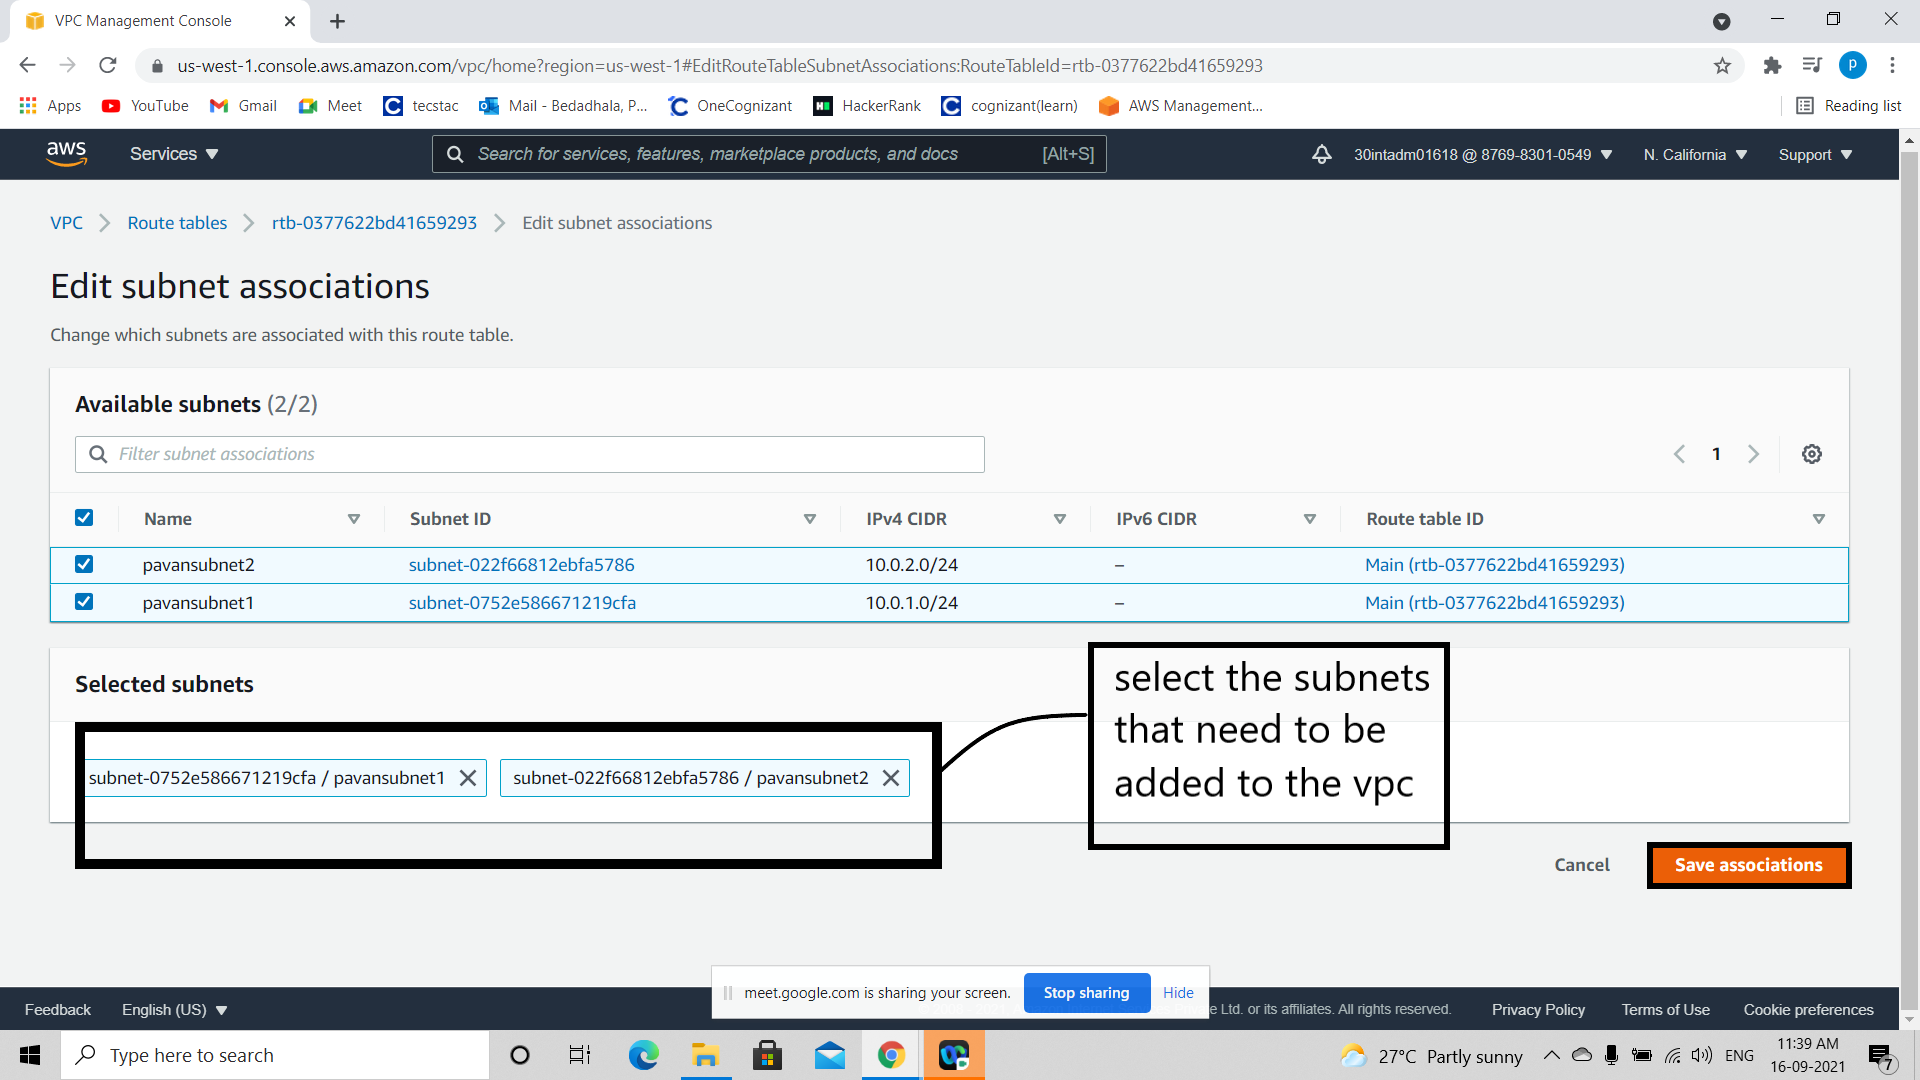 VPC Management Console
us-west-1.console.aws.amazon.com/vpc/home?region=us-west-1#EditRouteTableSubnetAssociations:RouteTableId=rtb-0377622bd41659293
P
Apps YouTube Gmail Meet tecstac Mail - Bedadhala, P... OneCognizant HackerRank cognizant(learn) AWS Management... Reading list
aws Services Search for services, features, marketplace products, and docs [Alt+S] 30intadm01618 @ 8769-8301-0549 N. California Support
VPC Route tables rtb-0377622bd41659293 Edit subnet associations
Edit subnet associations
Change which subnets are associated with this route table.
Available subnets (2/2)
Filter subnet associations 1
Name Subnet ID IPv4 CIDR IPv6 CIDR Route table ID
pavansubnet2 subnet-022f66812ebfa5786 10.0.2.0/24 – Main (rtb-0377622bd41659293)
pavansubnet1 subnet-0752e586671219cfa 10.0.1.0/24 – Main (rtb-0377622bd41659293)
Selected subnets
subnet-0752e586671219cfa / pavansubnet1 subnet-022f66812ebfa5786 / pavansubnet2
select the subnets
that need to be
added to the vpc
Cancel Save associations
meet.google.com is sharing your screen. Stop sharing Hide
Feedback English (US) e Ltd. or its affiliates. All rights reserved. Privacy Policy Terms of Use Cookie preferences
Type here to search 27°C Partly sunny ENG 11:39 AM
16-09-2021 7